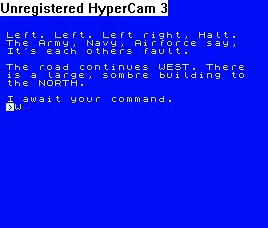 Unregistered HyperCam 3
Left. Left. Left right, Halt.
The Army, Navy, Airforce say,
It's each others fault.
The road continues WEST. There
is a large, sombre building to
the NORTH.
I await your command.
>W